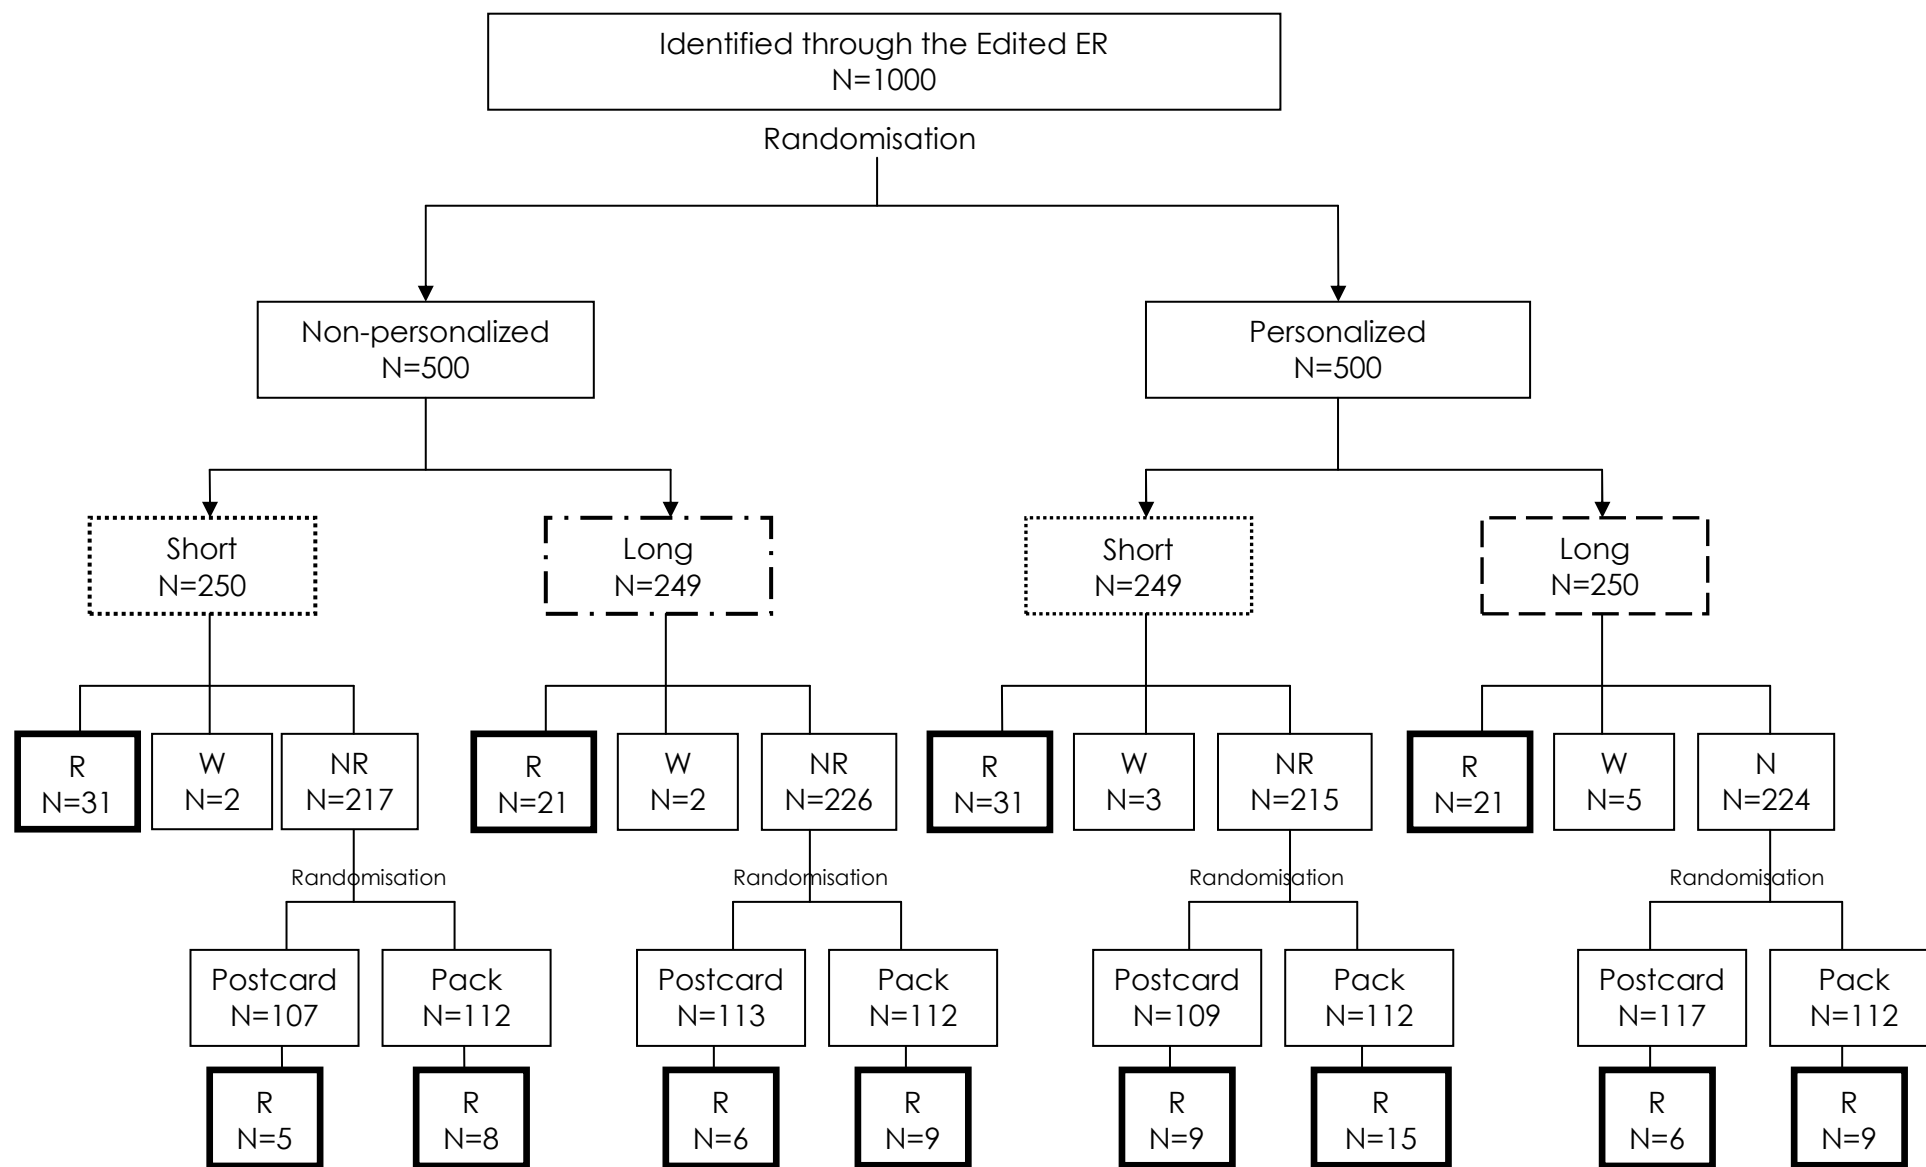 Identified through the Edited ER
N=1000
Randomisation
Non-personalized
N=500
Personalized
N=500
Short
N=250
Long
N=249
Short
N=249
Long
N=250
R
N=31
W
N=2
NR
N=217
R
N=21
W
N=2
NR
N=226
R
N=31
W
N=3
NR
N=215
R
N=21
W
N=5
N
N=224
Randomisation
Randomisation
Randomisation
Randomisation
Postcard
N=107
Pack
N=112
Postcard
N=113
Pack
N=112
Postcard
N=109
Pack
N=112
Postcard
N=117
Pack
N=112
R
N=5
R
N=8
R
N=6
R
N=9
R
N=9
R
N=15
R
N=6
R
N=9